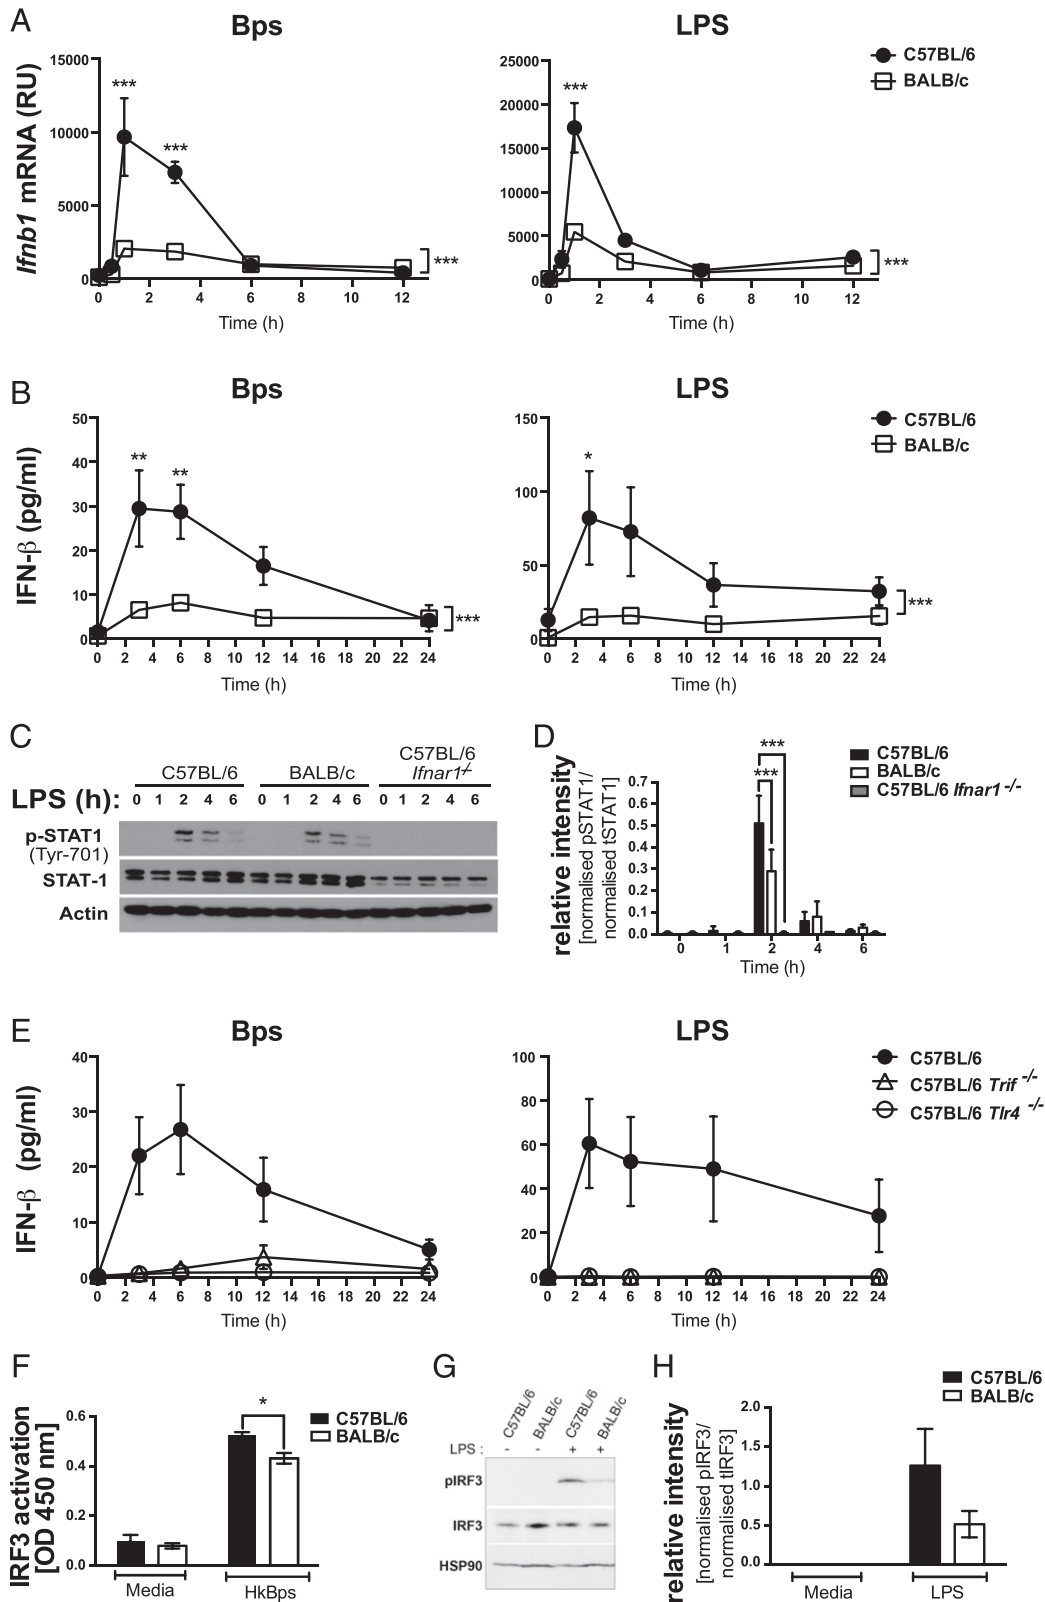 A
Bps
LPS
C57BL/6
BALB/c
Ifnb1 mRNA (RU)
15000
10000
5000
0
***
***
***
0 2 4 6 8 10 12
Time (h)
25000
20000
15000
10000
5000
0
***
***
0 2 4 6 8 10 12
Time (h)
B
Bps
LPS
C57BL/6
BALB/c
IFN-β (pg/ml)
50
40
30
20
10
0
**
**
***
0 2 4 6 8 10 12 14 16 18 20 22 24
Time (h)
150
100
50
0
*
***
0 2 4 6 8 10 12 14 16 18 20 22 24
Time (h)
C
C57BL/6
BALB/c
C57BL/6
Ifnar1-/-
LPS (h): 0 1 2 4 6 0 1 2 4 6 0 1 2 4 6
p-STAT1
(Tyr-701)
STAT-1
Actin
D
***
***
C57BL/6
BALB/c
C57BL/6 Ifnar1 -/-
relative intensity
[normalised pSTAT1/
normalised tSTAT1]
0.7
0.6
0.5
0.4
0.3
0.2
0.1
0.0
0 1 2 4 6
Time (h)
E
Bps
LPS
C57BL/6
C57BL/6 Trif -/-
C57BL/6 Tlr4 -/-
IFN-β (pg/ml)
40
30
20
10
0
0 2 4 6 8 10 12 14 16 18 20 22 24
Time (h)
100
80
60
40
20
0
0 2 4 6 8 10 12 14 16 18 20 22 24
Time (h)
F
IRF3 activation
[OD 450 nm]
0.6
0.4
0.2
0.0
*
C57BL/6
BALB/c
Media
HkBps
G
C57BL/6
BALB/c
C57BL/6
BALB/c
LPS : - - + +
pIRF3
IRF3
HSP90
H
C57BL/6
BALB/c
relative intensity
[normalised pIRF3/
normalised tIRF3]
2.0
1.5
1.0
0.5
0.0
Media
LPS